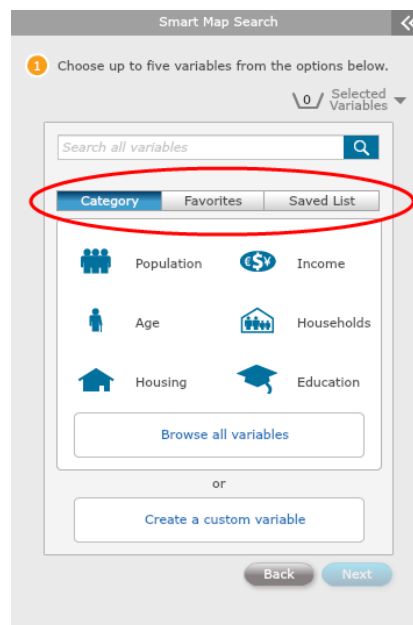 Smart Map Search
1 Choose up to five variables from the options below.
0 Selected Variables
Search all variables
Category Favorites Saved List
Population Income
Age Households
Housing Education
Browse all variables
or
Create a custom variable
Back Next